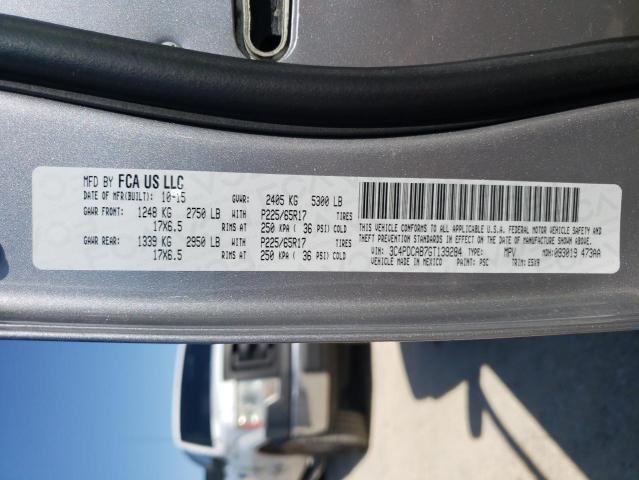 MFD BY FCA US LLC
DATE OF MFR(BUILT): 10-15 GVWR: 2405 KG 5300 LB
GAWR FRONT: 1248 KG 2750 LB WITH P225/65R17 TIRES
17X6.5 RIMS AT 250 KPA ( 36 PSI) COLD
GAWR REAR: 1339 KG 2950 LB WITH P225/65R17 TIRES
17X6.5 RIMS AT 250 KPA ( 36 PSI) COLD
THIS VEHICLE CONFORMS TO ALL APPLICABLE U.S.A. FEDERAL MOTOR VEHICLE SAFETY AND
THEFT PREVENTION STANDARDS IN EFFECT ON THE DATE OF MANUFACTURE SHOWN ABOVE.
VIN: 3C4PDCAB7GT139284 TYPE: MPV MDH: 093019 473AA
VEHICLE MADE IN MEXICO PAINT: PSC TRIM: E5X9